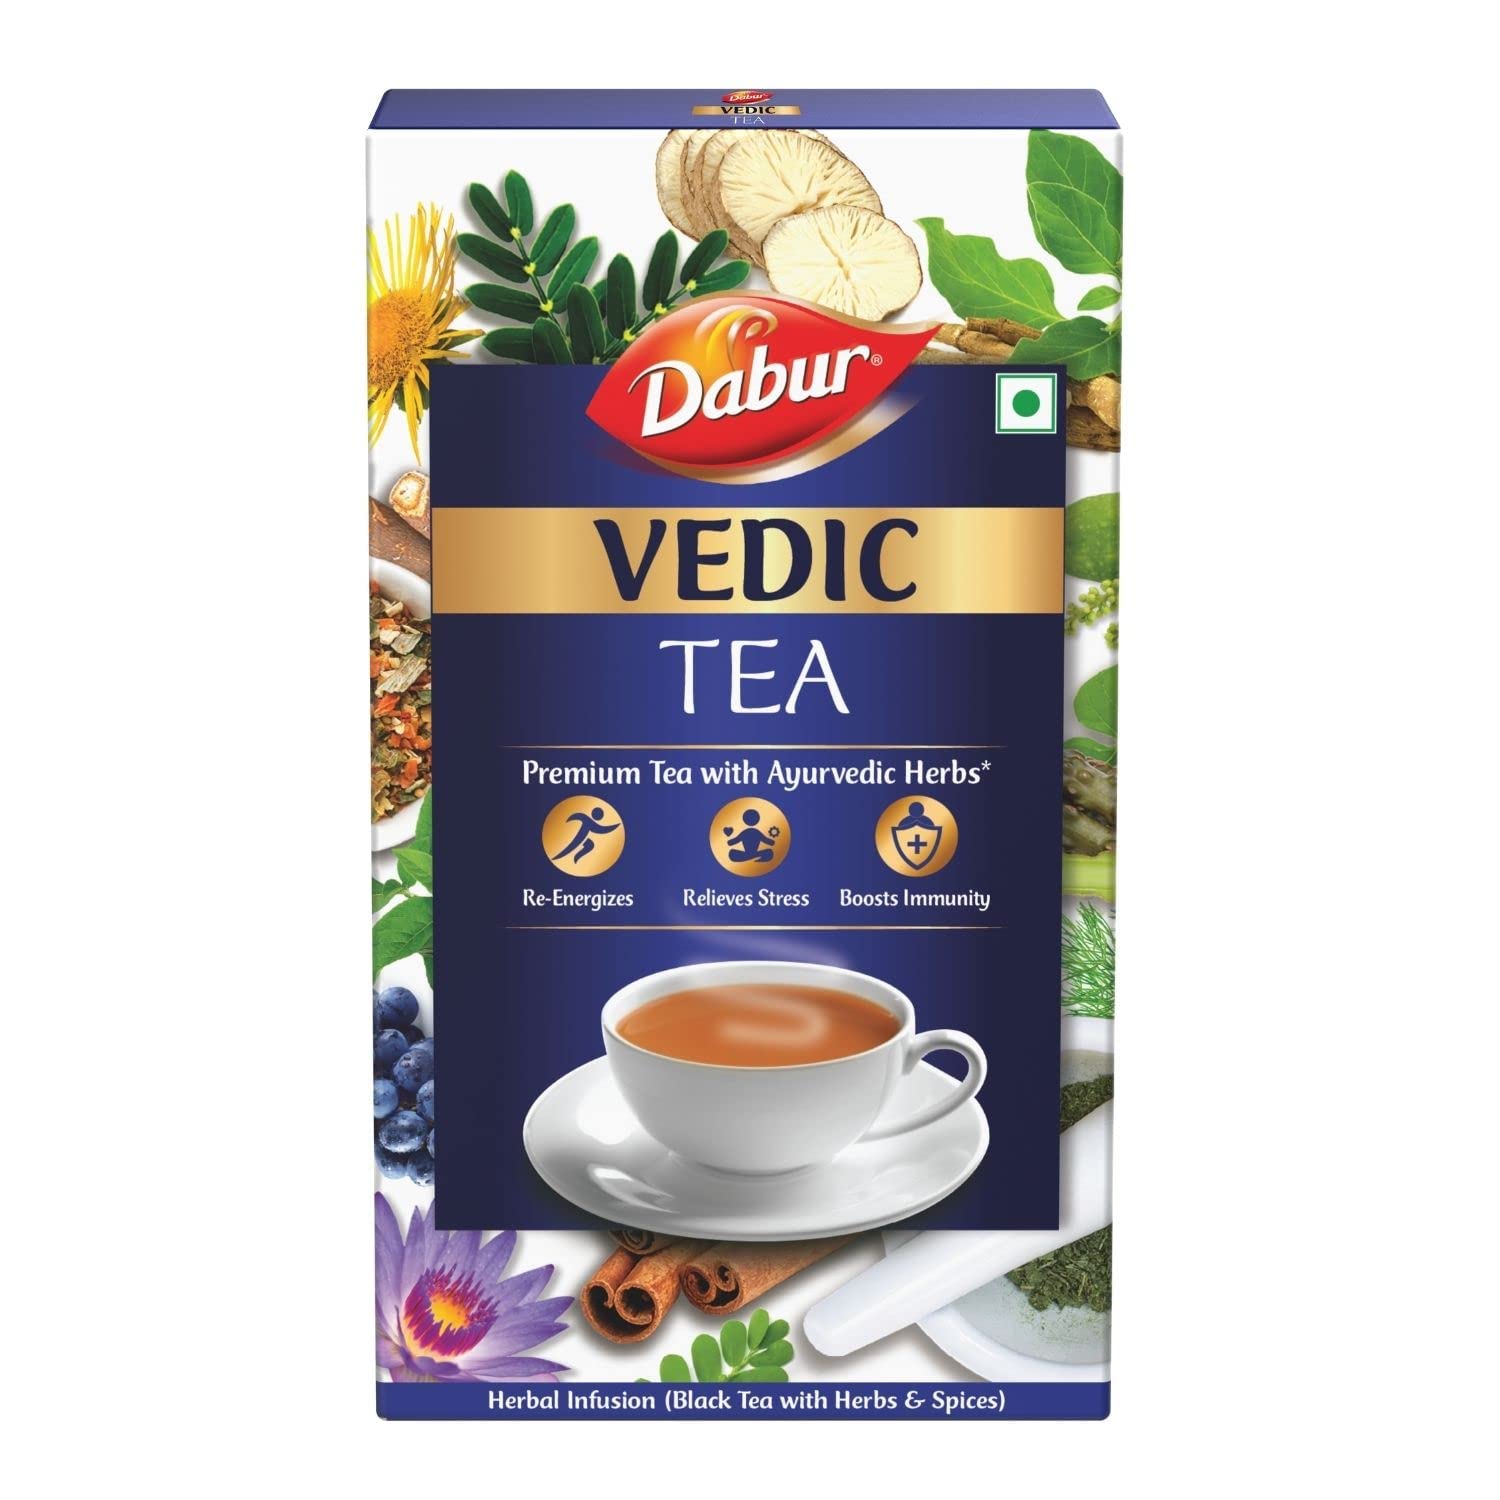 Dabur
VEDIC
TEA
Dabur®
VEDIC
TEA
Premium Tea with Ayurvedic Herbs*
Re-Energizes
Relieves Stress
Boosts Immunity
Herbal Infusion (Black Tea with Herbs & Spices)